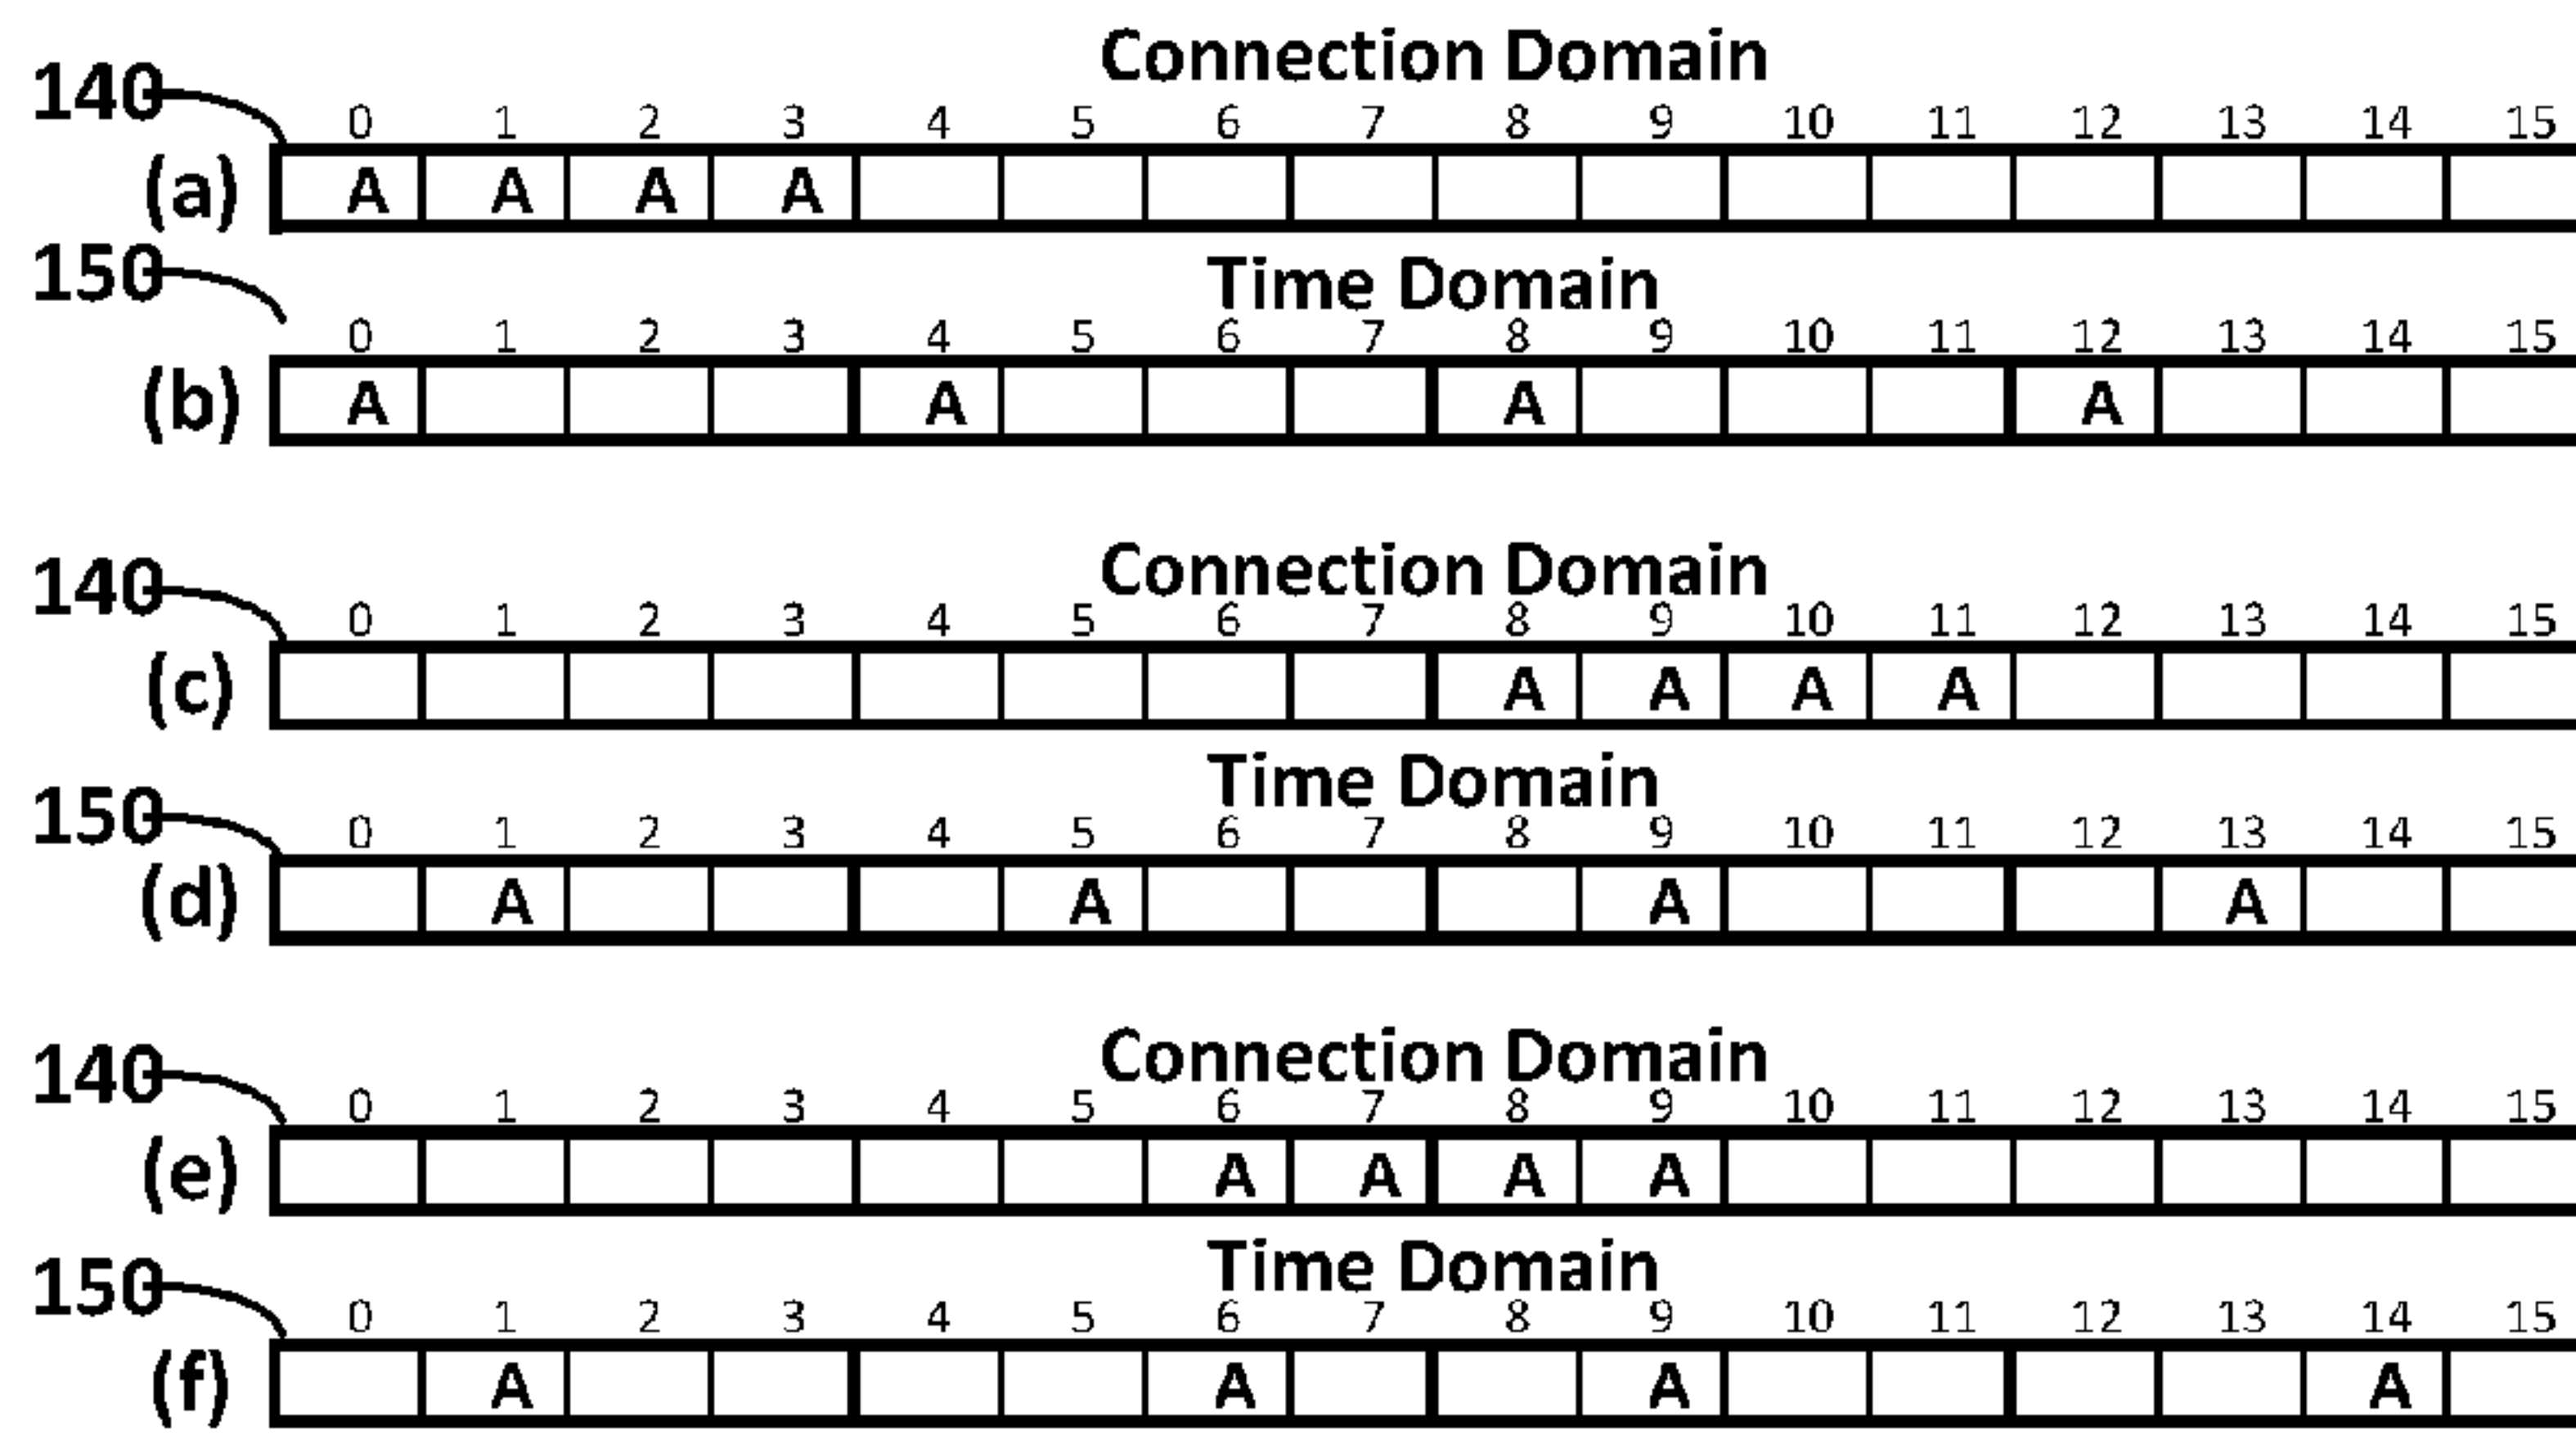 Connection Domain
140
0 1 2 3 4 5 6 7 8 9 10 11 12 13 14 15
(a) A A A A
150
Time Domain
0 1 2 3 4 5 6 7 8 9 10 11 12 13 14 15
(b) A A A A
Connection Domain
140
0 1 2 3 4 5 6 7 8 9 10 11 12 13 14 15
(c) A A A A
Time Domain
150
0 1 2 3 4 5 6 7 8 9 10 11 12 13 14 15
(d) A A A A
Connection Domain
140
0 1 2 3 4 5 6 7 8 9 10 11 12 13 14 15
(e) A A A A
Time Domain
150
0 1 2 3 4 5 6 7 8 9 10 11 12 13 14 15
(f) A A A A